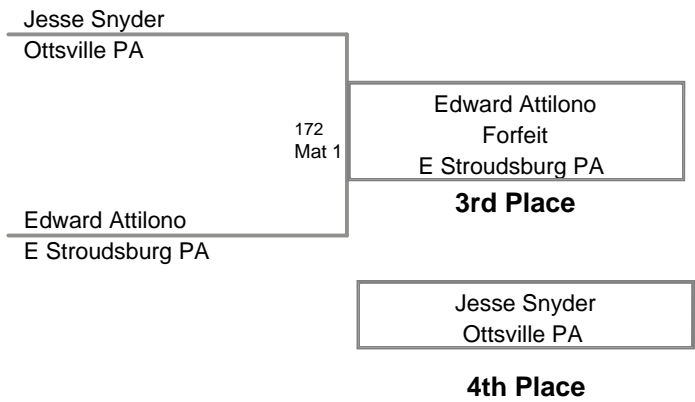 Jesse Snyder
Ottsville PA
Edward Attilono
Forfeit
E Stroudsburg PA
172
Mat 1
3rd Place
Edward Attilono
E Stroudsburg PA
Jesse Snyder
Ottsville PA
4th Place